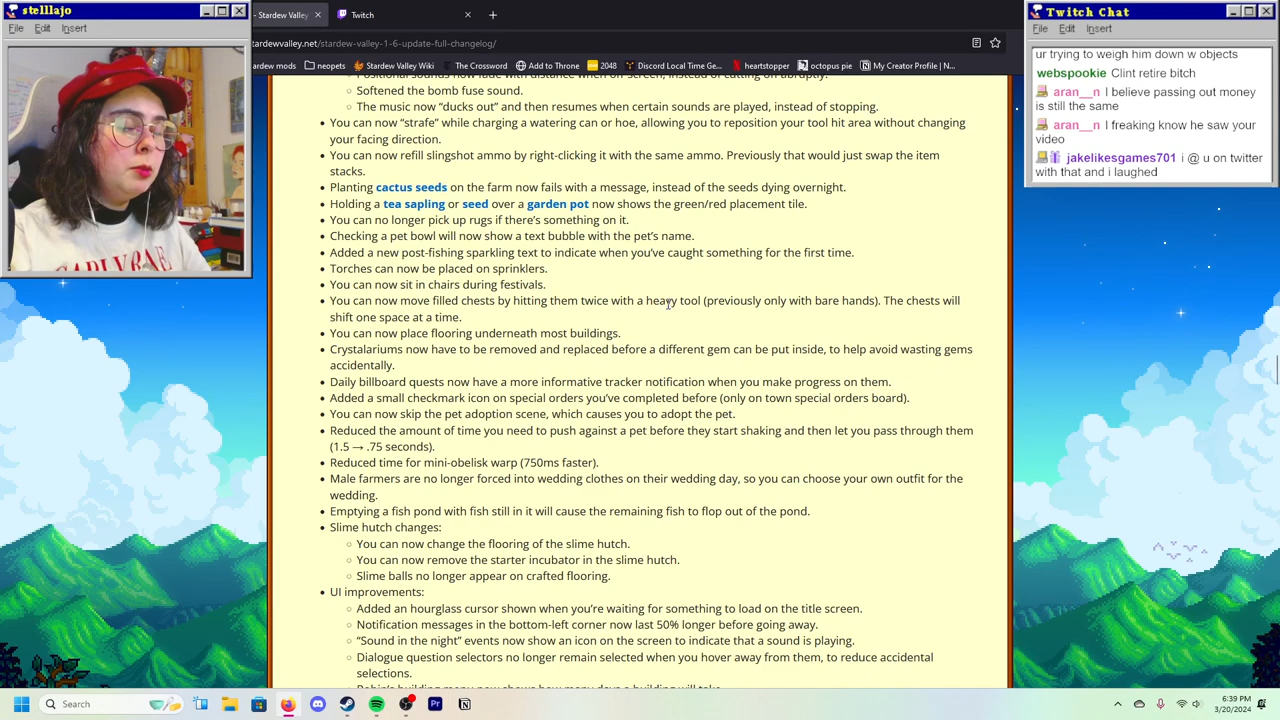 stelllajo
File Edit Insert
- Stardew Valley
Twitch
tardewvalley.net/stardew-valley-1-6-update-full-changelog/
ardew mods
neopets
Stardew Valley Wiki
The Crossword
Add to Throne
2048
Discord Local Time Ge...
heartstopper
octopus pie
My Creator Profile | N...
Positional sounds now fade with distance when off-screen, instead of cutting off abruptly.
Softened the bomb fuse sound.
The music now “ducks out” and then resumes when certain sounds are played, instead of stopping.
You can now “strafe” while charging a watering can or hoe, allowing you to reposition your tool hit area without changing
your facing direction.
You can now refill slingshot ammo by right-clicking it with the same ammo. Previously that would just swap the item
stacks.
Planting cactus seeds on the farm now fails with a message, instead of the seeds dying overnight.
Holding a tea sapling or seed over a garden pot now shows the green/red placement tile.
You can no longer pick up rugs if there’s something on it.
Checking a pet bowl will now show a text bubble with the pet’s name.
Added a new post-fishing sparkling text to indicate when you’ve caught something for the first time.
Torches can now be placed on sprinklers.
You can now sit in chairs during festivals.
You can now move filled chests by hitting them twice with a heavy tool (previously only with bare hands). The chests will
shift one space at a time.
You can now place flooring underneath most buildings.
Crystalariums now have to be removed and replaced before a different gem can be put inside, to help avoid wasting gems
accidentally.
Daily billboard quests now have a more informative tracker notification when you make progress on them.
Added a small checkmark icon on special orders you’ve completed before (only on town special orders board).
You can now skip the pet adoption scene, which causes you to adopt the pet.
Reduced the amount of time you need to push against a pet before they start shaking and then let you pass through them
(1.5 → .75 seconds).
Reduced time for mini-obelisk warp (750ms faster).
Male farmers are no longer forced into wedding clothes on their wedding day, so you can choose your own outfit for the
wedding.
Emptying a fish pond with fish still in it will cause the remaining fish to flop out of the pond.
Slime hutch changes:
You can now change the flooring of the slime hutch.
You can now remove the starter incubator in the slime hutch.
Slime balls no longer appear on crafted flooring.
UI improvements:
Added an hourglass cursor shown when you’re waiting for something to load on the title screen.
Notification messages in the bottom-left corner now last 50% longer before going away.
“Sound in the night” events now show an icon on the screen to indicate that a sound is playing.
Dialogue question selectors no longer remain selected when you hover away from them, to reduce accidental
selections.
Robin’s building menu now shows how many days a building will take.
Twitch Chat
File Edit Insert
ur trying to weigh him down w objects
webspookie Clint retire bitch
aran__n I believe passing out money
is still the same
aran__n I freaking know he saw your
video
jakelikesgames701 i @ u on twitter
with that and i laughed
Search
6:39 PM
3/20/2024